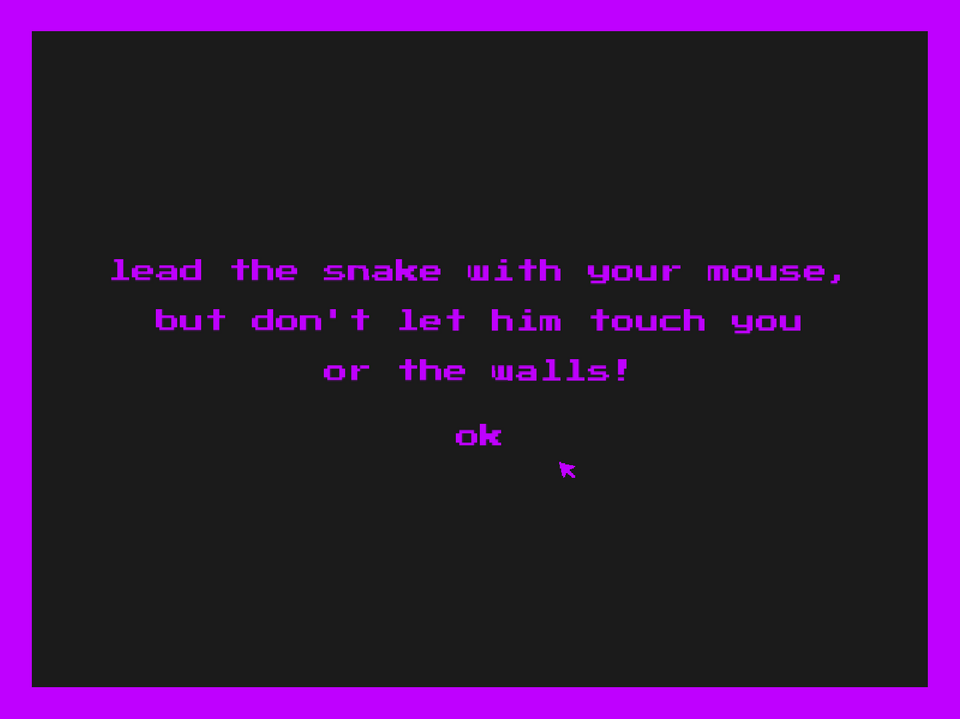 lead the snake with your mouse,
but don't let him touch you
or the walls!
ok